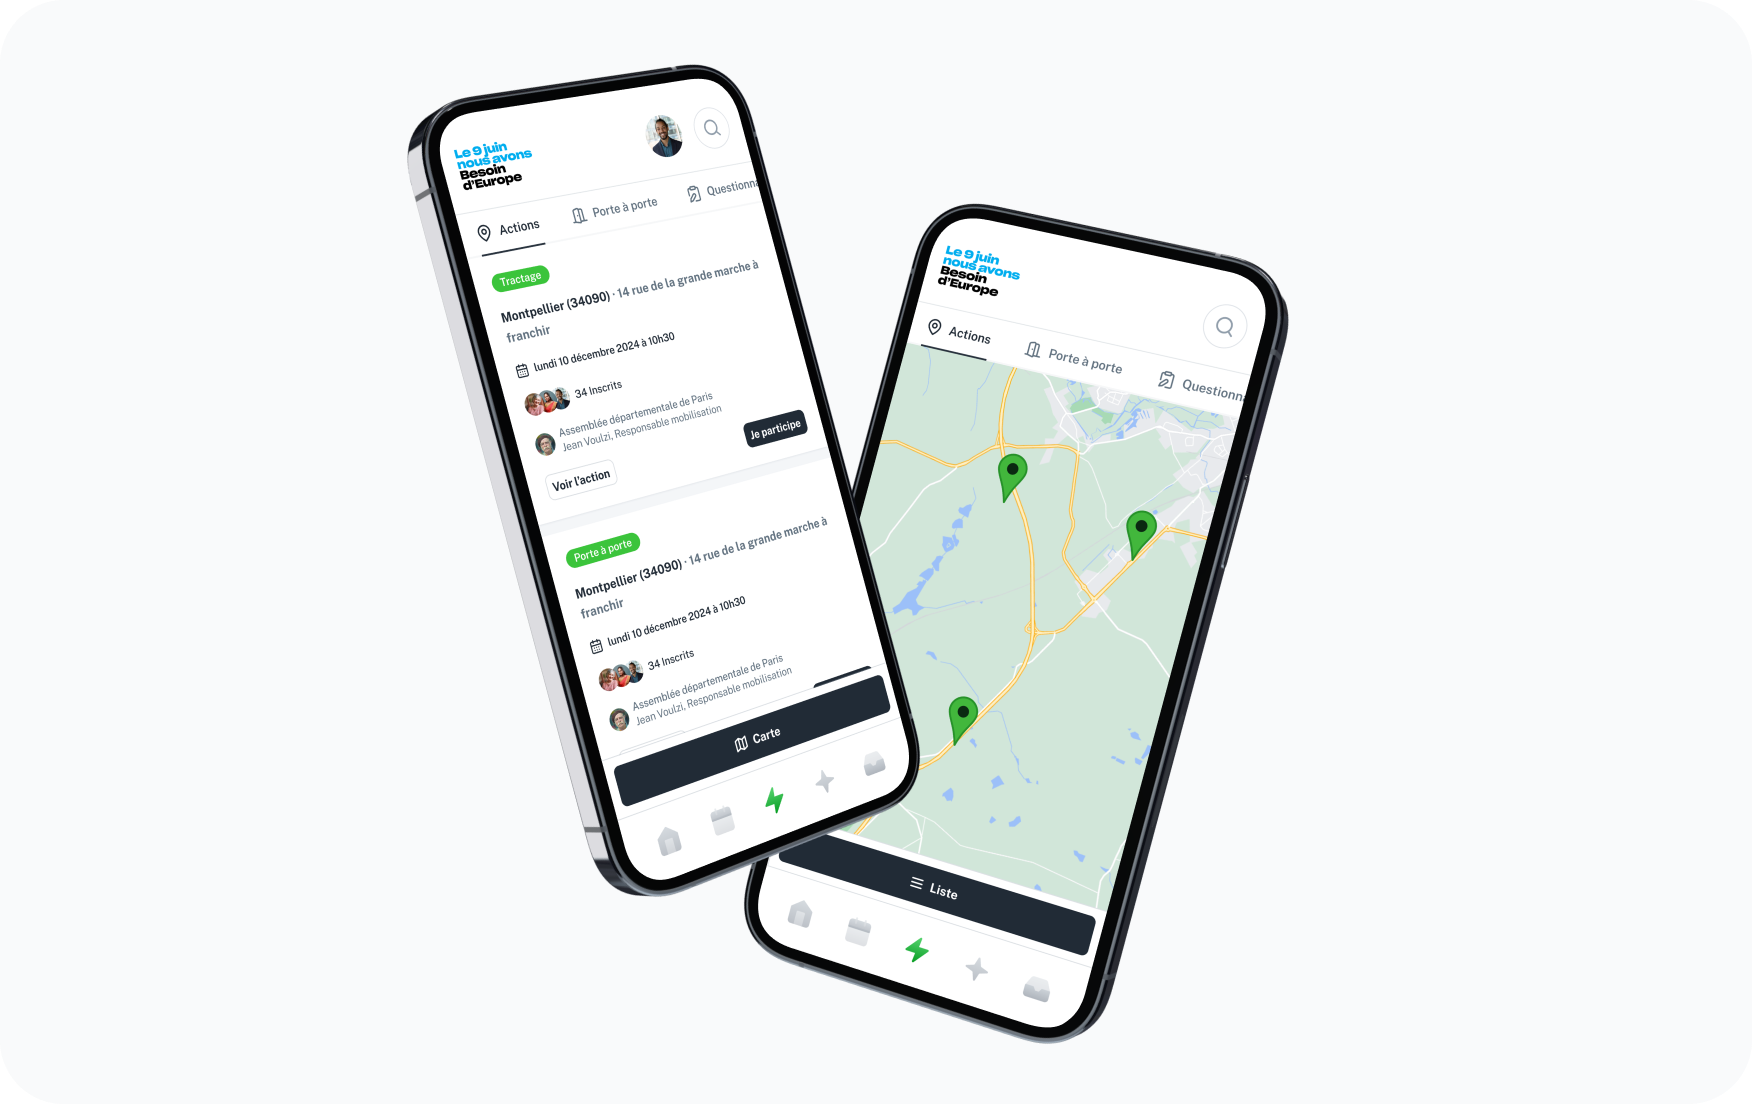 Le 9 juin
nous avons
Besoin
d'Europe
Actions
Porte à porte
Questionna
Tractage
Montpellier (34090) · 14 rue de la grande marche à
franchir
lundi 10 décembre 2024 à 10h30
34 Inscrits
Assemblée départementale de Paris
Jean Voulzi, Responsable mobilisation
Je participe
Voir l'action
Porte à porte
Montpellier (34090) · 14 rue de la grande marche à
franchir
lundi 10 décembre 2024 à 10h30
34 Inscrits
Assemblée départementale de Paris
Jean Voulzi, Responsable mobilisation
Carte
Le 9 juin
nous avons
Besoin
d'Europe
Actions
Porte à porte
Questionn
Liste